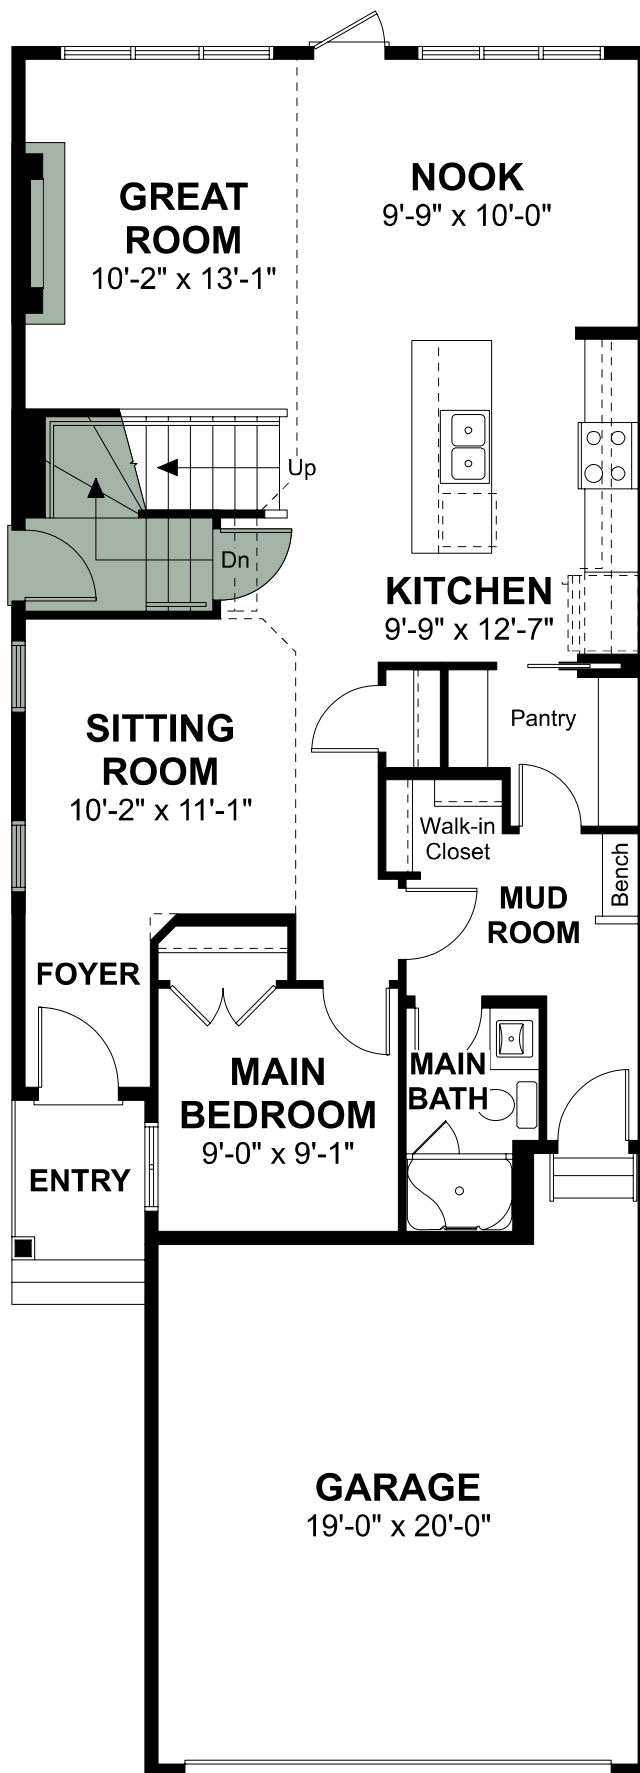 GREAT
ROOM
10'-2" x 13'-1"
NOOK
9'-9" x 10'-0"
Up
Dn
KITCHEN
9'-9" x 12'-7"
SITTING
ROOM
10'-2" x 11'-1"
Pantry
Walk-in
Closet
Bench
MUD
ROOM
FOYER
MAIN
BEDROOM
9'-0" x 9'-1"
MAIN
BATH
ENTRY
GARAGE
19'-0" x 20'-0"